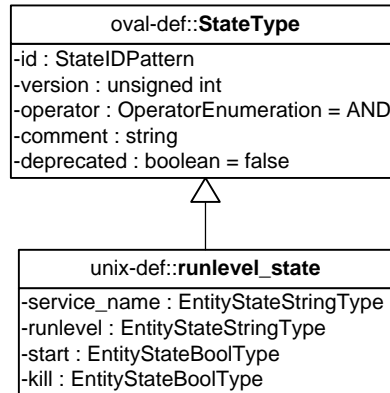 oval-def::StateType
-id : StateIDPattern
-version : unsigned int
-operator : OperatorEnumeration = AND
-comment : string
-deprecated : boolean = false
unix-def::runlevel_state
-service_name : EntityStateStringType
-runlevel : EntityStateStringType
-start : EntityStateBoolType
-kill : EntityStateBoolType